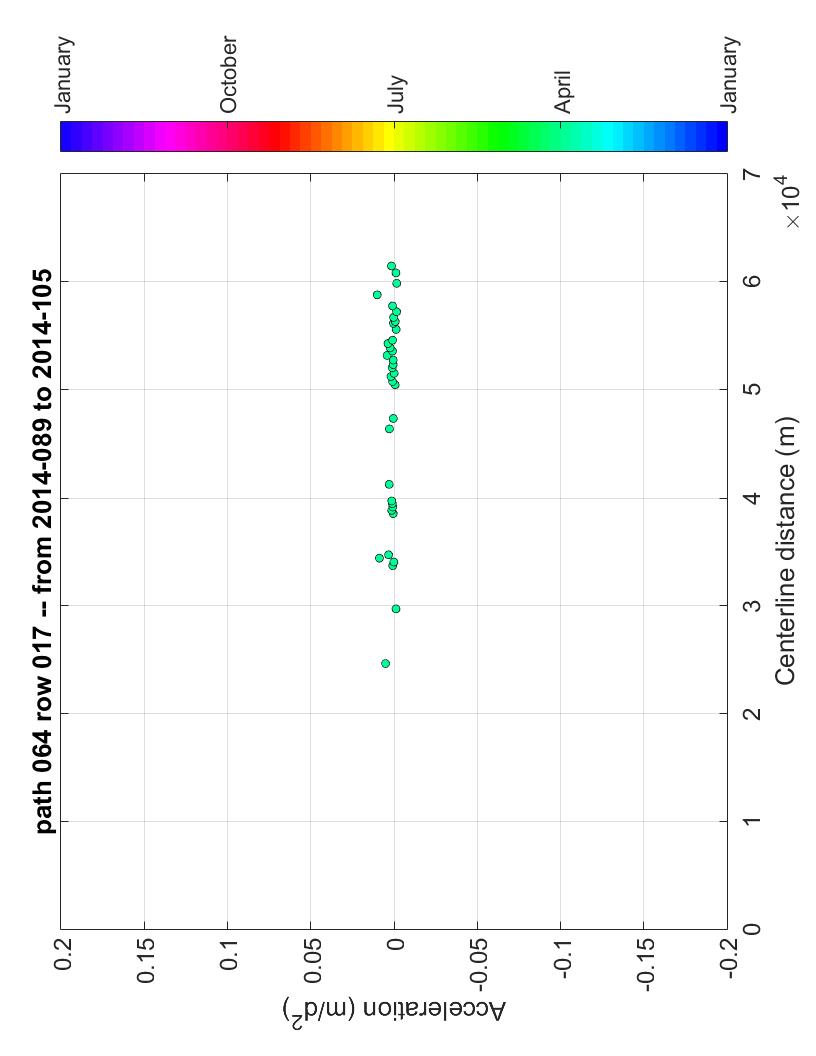 path 064 row 017 -- from 2014-089 to 2014-105
0.2
0.15
0.1
0.05
0
-0.05
-0.1
-0.15
-0.2
Acceleration (m/d²)
0 1 2 3 4 5 6 7
×10⁴
Centerline distance (m)
January
October
July
April
January